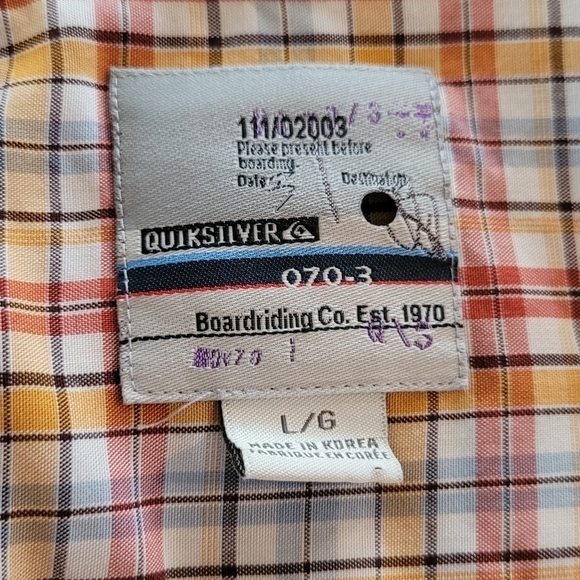 111/02003
Please present before
boarding
Date Destination
QUIKSILVER
070-3
Boardriding Co. Est. 1970
L/G
MADE IN KOREA
FABRIQUE EN CORÉE